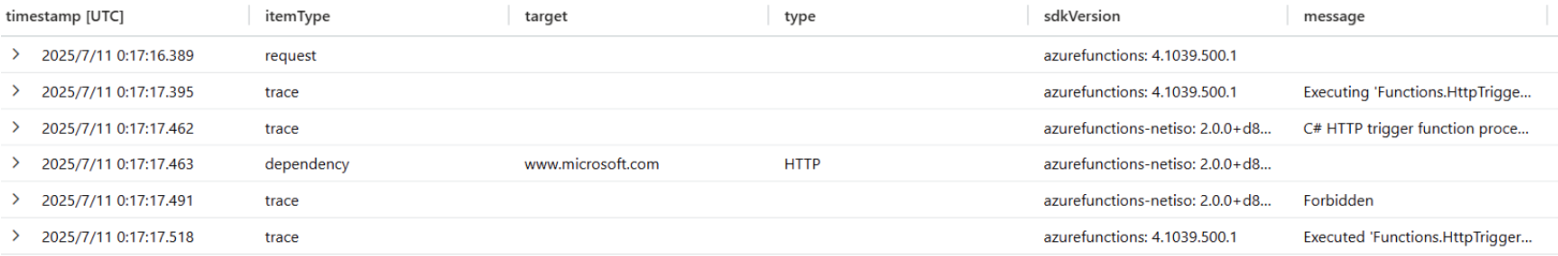 timestamp [UTC] itemType target type sdkVersion message
2025/7/11 0:17:16.389 request azurefunctions: 4.1039.500.1
2025/7/11 0:17:17.395 trace azurefunctions: 4.1039.500.1 Executing 'Functions.HttpTrigge...
2025/7/11 0:17:17.462 trace azurefunctions-netiso: 2.0.0+d8... C# HTTP trigger function proce...
2025/7/11 0:17:17.463 dependency www.microsoft.com HTTP azurefunctions-netiso: 2.0.0+d8...
2025/7/11 0:17:17.491 trace azurefunctions-netiso: 2.0.0+d8... Forbidden
2025/7/11 0:17:17.518 trace azurefunctions: 4.1039.500.1 Executed 'Functions.HttpTrigger...